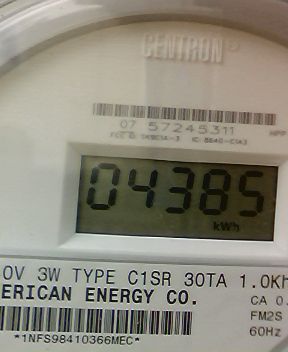 CENTRON®
07 57245311
HPP
04385
kWh
0V 3W TYPE C1SR 30TA 1.0Kh
ERICAN ENERGY CO.
CA 0.
FM2S
60Hz
*1NFS98410366MEC*